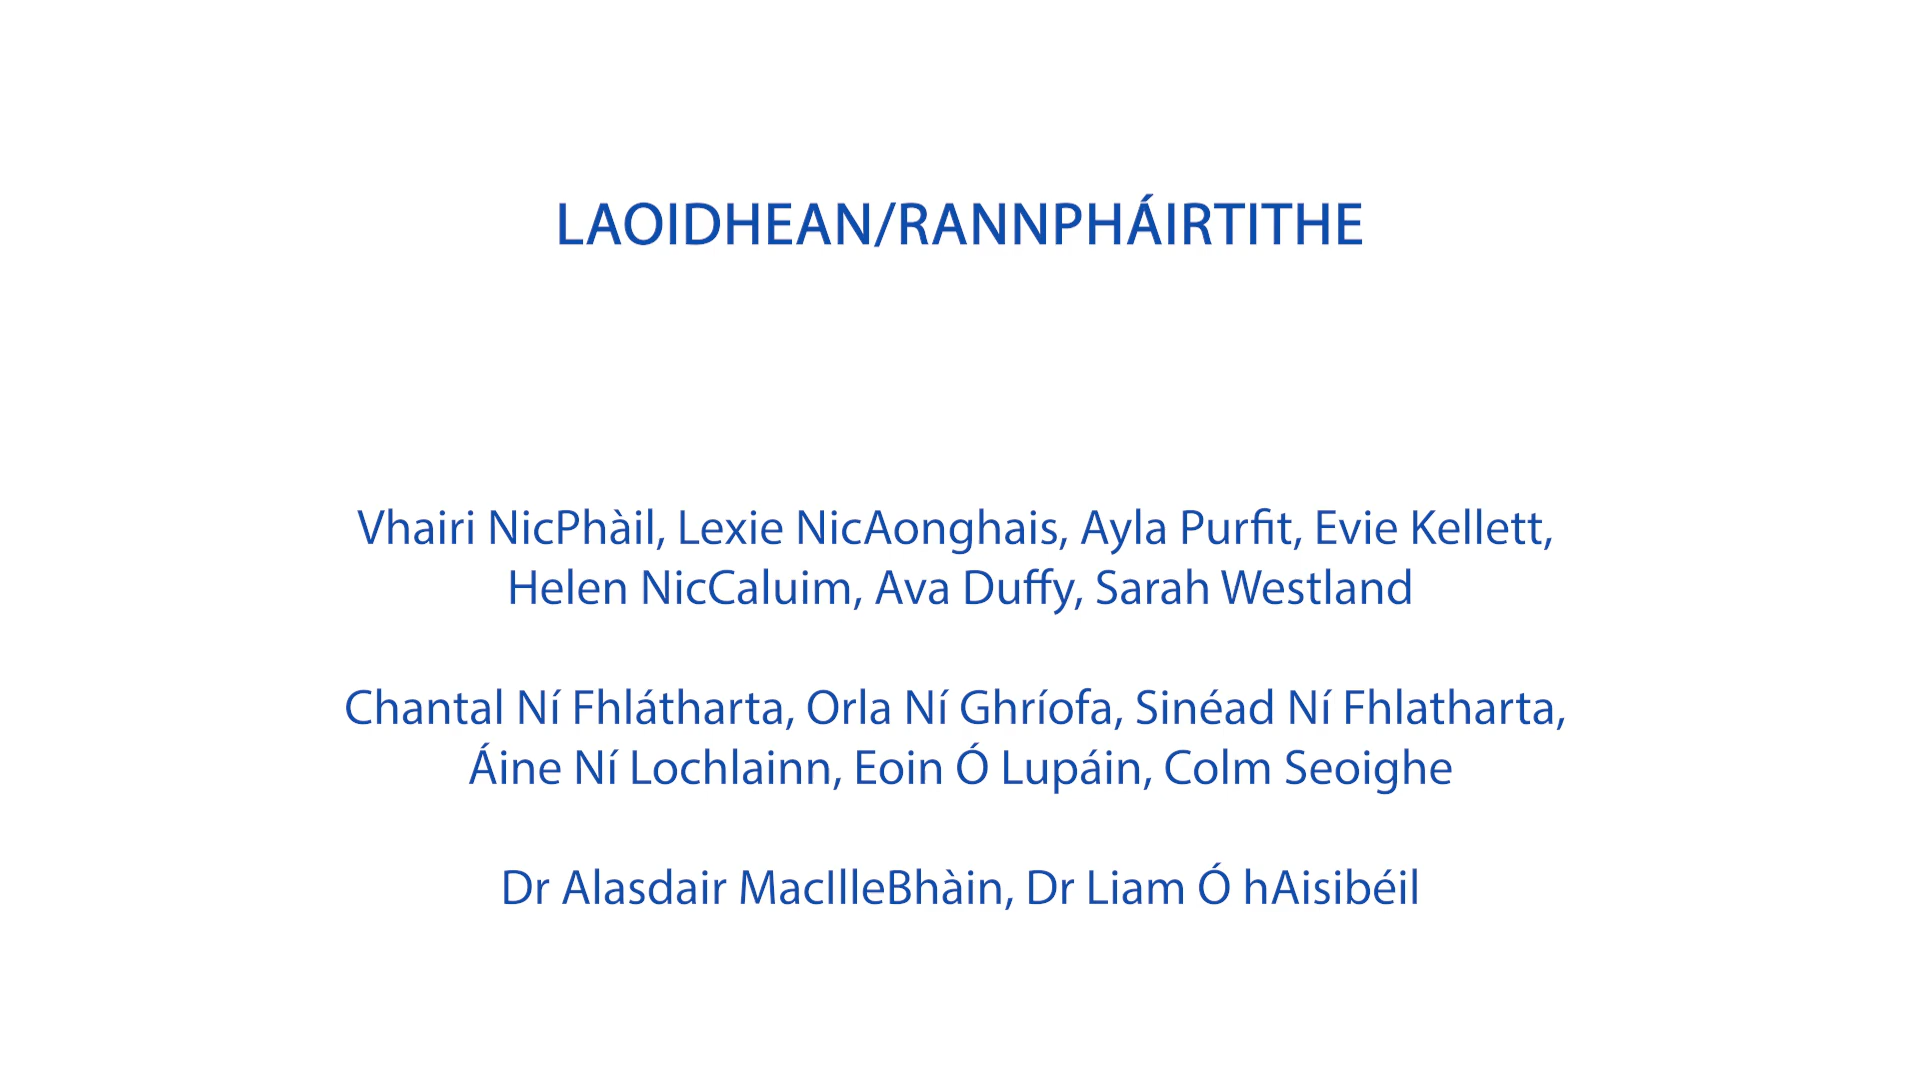 LAOIDHEAN/RANNPHÁIRTITHE
Vhairi NicPhàil, Lexie NicAonghais, Ayla Purfit, Evie Kellett,
Helen NicCaluim, Ava Duffy, Sarah Westland
Chantal Ní Fhlátharta, Orla Ní Ghríofa, Sinéad Ní Fhlatharta,
Áine Ní Lochlainn, Eoin Ó Lupáin, Colm Seoighe
Dr Alasdair MacIlleBhàin, Dr Liam Ó hAisibéil